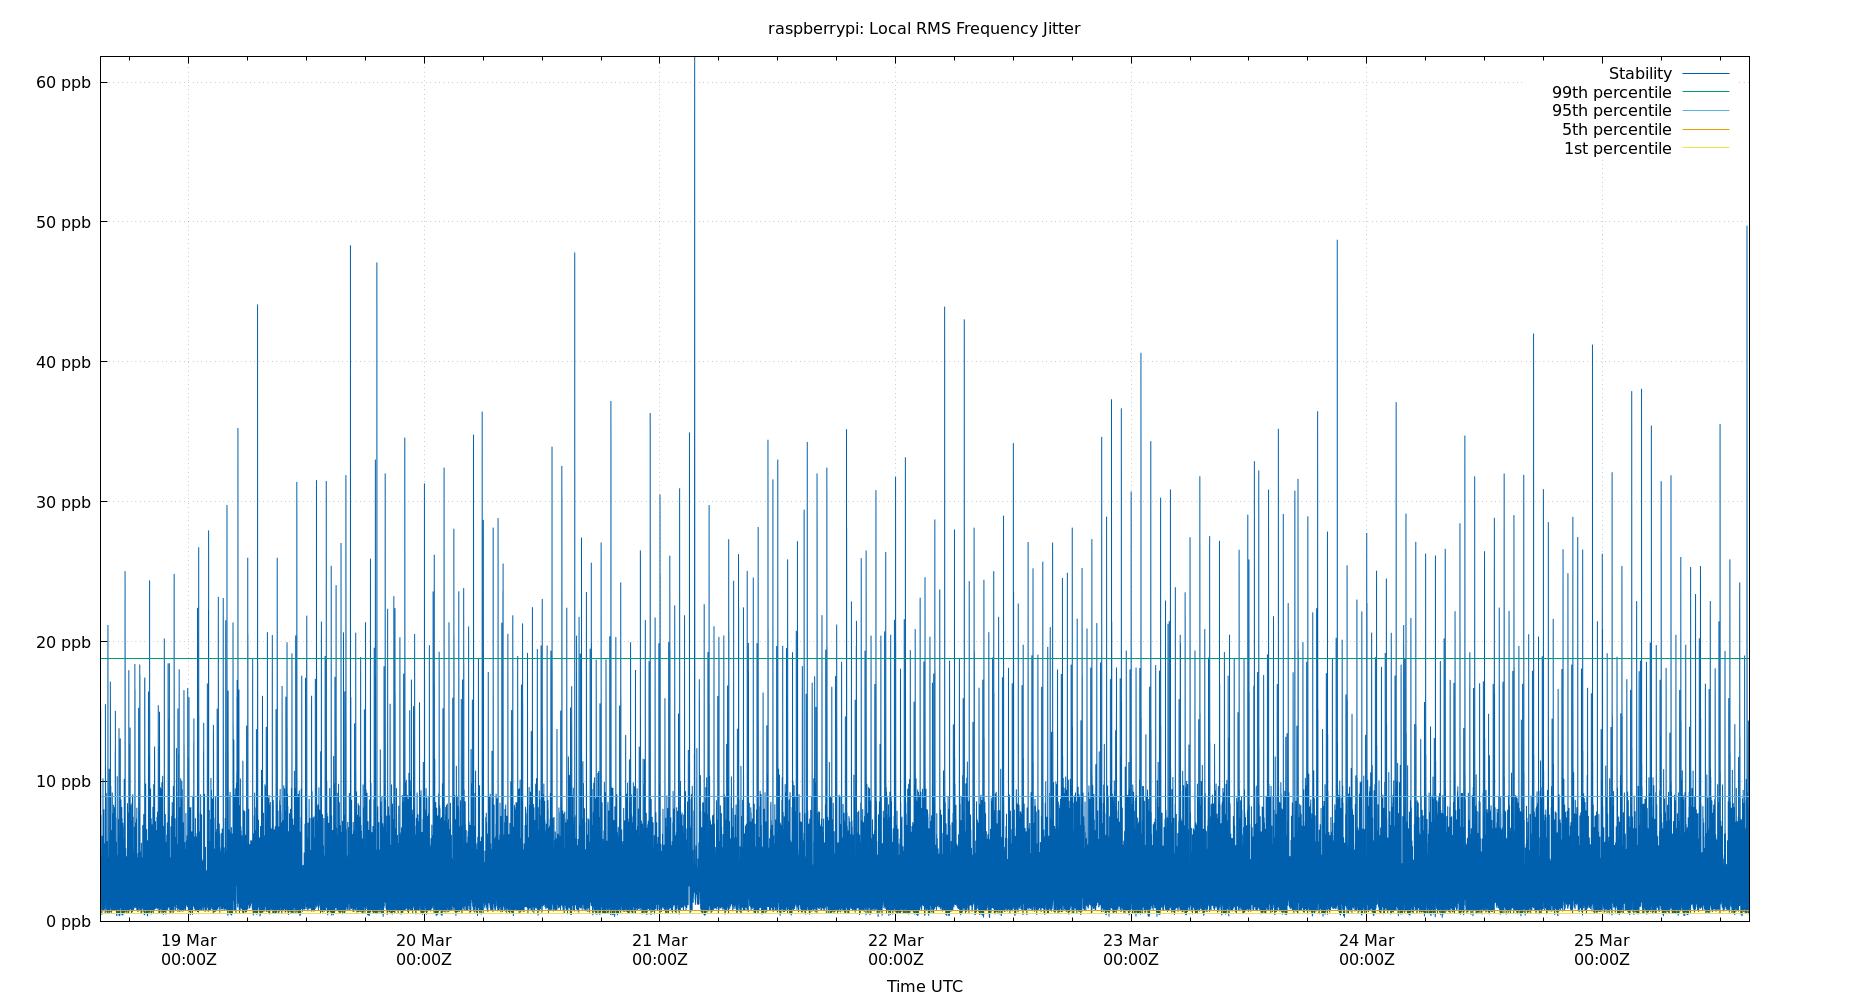 raspberrypi: Local RMS Frequency Jitter
60 ppb
50 ppb
40 ppb
30 ppb
20 ppb
10 ppb
0 ppb
Stability
99th percentile
95th percentile
5th percentile
1st percentile
19 Mar 20 Mar 21 Mar 22 Mar 23 Mar 24 Mar 25 Mar
00:00Z 00:00Z 00:00Z 00:00Z 00:00Z 00:00Z 00:00Z
Time UTC